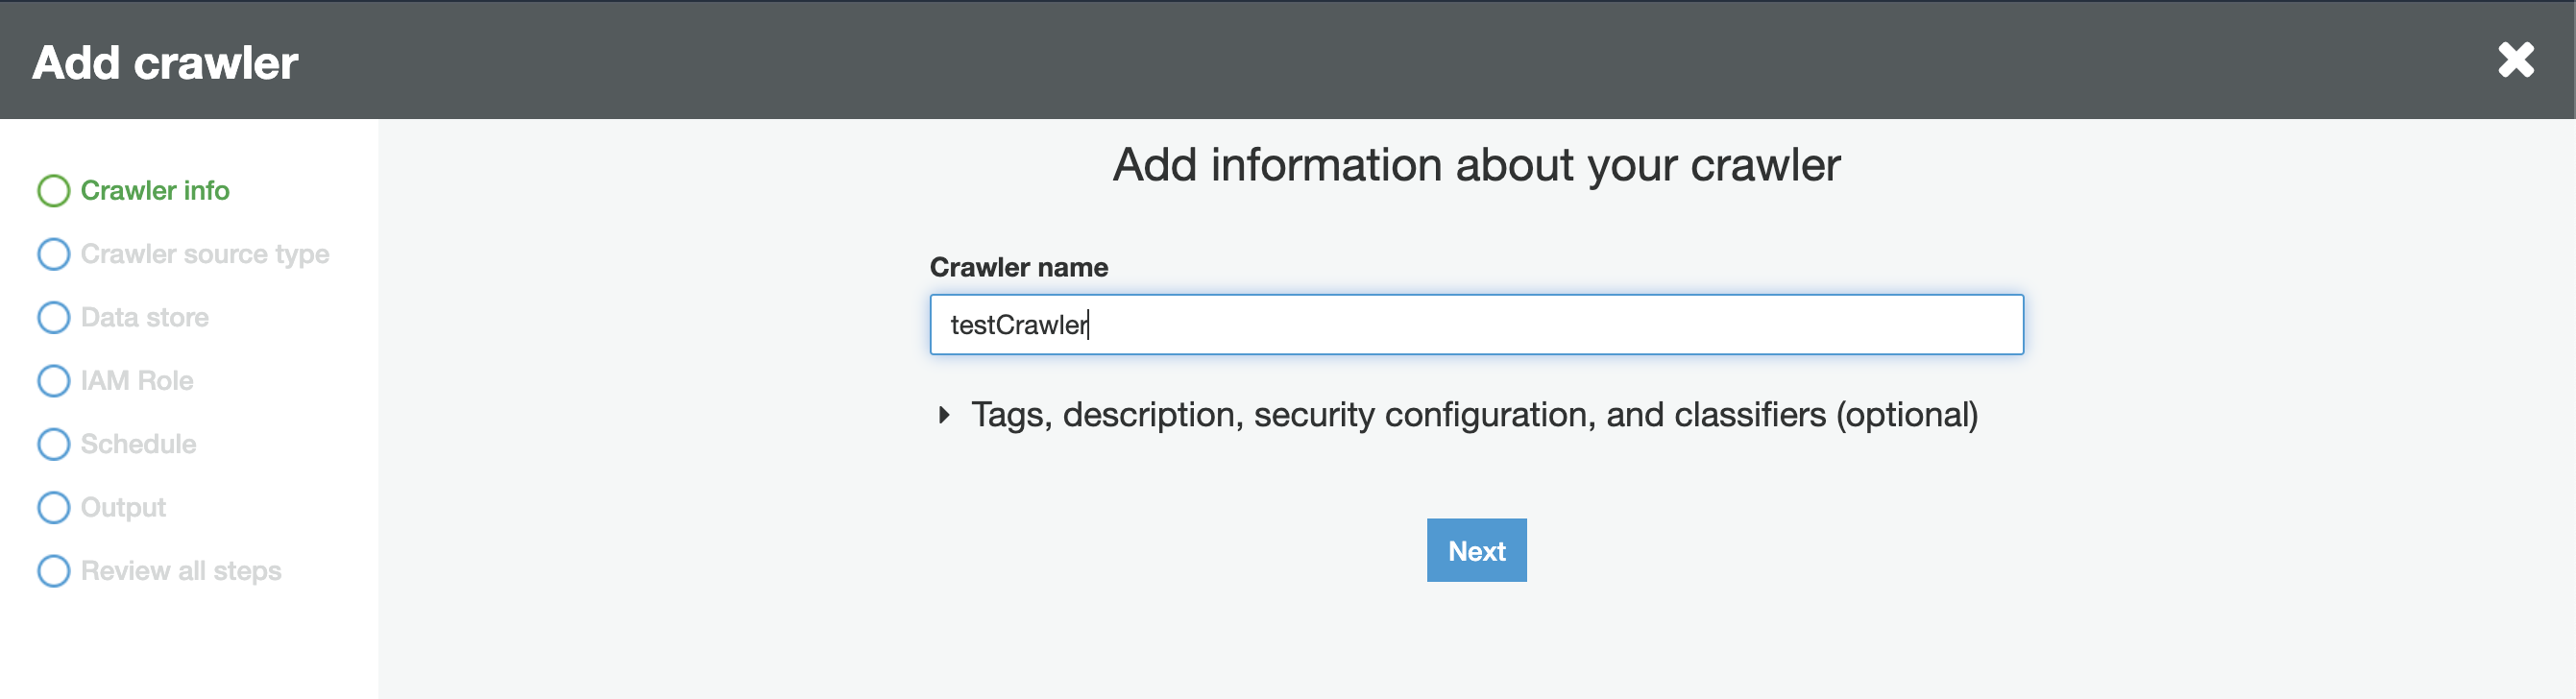 Add crawler
Crawler info
Crawler source type
Data store
IAM Role
Schedule
Output
Review all steps
Add information about your crawler
Crawler name
testCrawler
Tags, description, security configuration, and classifiers (optional)
Next